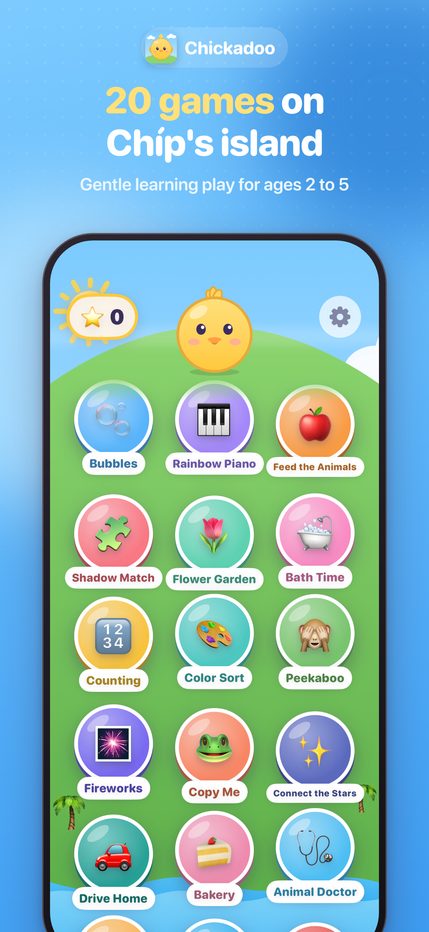 Chickadoo
20 games on
Chíp's island
Gentle learning play for ages 2 to 5
0
Bubbles
Rainbow Piano
Feed the Animals
Shadow Match
Flower Garden
Bath Time
1 2
3 4
Counting
Color Sort
Peekaboo
Fireworks
Copy Me
Connect the Stars
Drive Home
Bakery
Animal Doctor